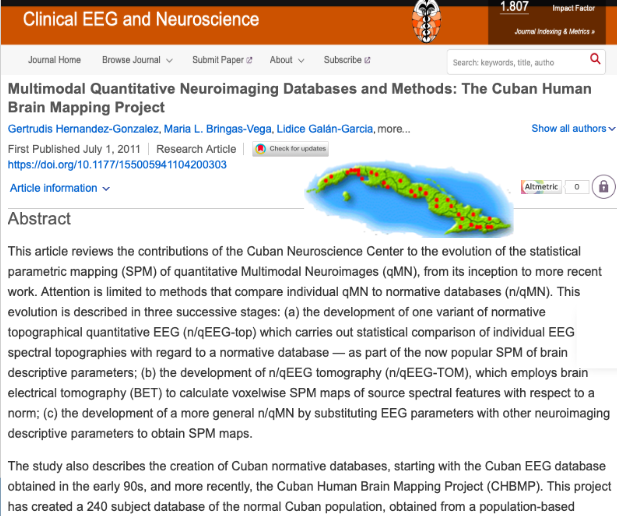 Clinical EEG and Neuroscience
1.807 Impact Factor
Journal Indexing & Metrics »
Journal Home Browse Journal Submit Paper About Subscribe
Search: keywords, title, autho
Multimodal Quantitative Neuroimaging Databases and Methods: The Cuban Human
Brain Mapping Project
Gertrudis Hernandez-Gonzalez, Maria L. Bringas-Vega, Lidice Galán-Garcia, more...
Show all authors
First Published July 1, 2011 Research Article Check for updates
https://doi.org/10.1177/155005941104200303
Article information
Altmetric 0
Abstract
This article reviews the contributions of the Cuban Neuroscience Center to the evolution of the statistical
parametric mapping (SPM) of quantitative Multimodal Neuroimages (qMN), from its inception to more recent
work. Attention is limited to methods that compare individual qMN to normative databases (n/qMN). This
evolution is described in three successive stages: (a) the development of one variant of normative
topographical quantitative EEG (n/qEEG-top) which carries out statistical comparison of individual EEG
spectral topographies with regard to a normative database — as part of the now popular SPM of brain
descriptive parameters; (b) the development of n/qEEG tomography (n/qEEG-TOM), which employs brain
electrical tomography (BET) to calculate voxelwise SPM maps of source spectral features with respect to a
norm; (c) the development of a more general n/qMN by substituting EEG parameters with other neuroimaging
descriptive parameters to obtain SPM maps.
The study also describes the creation of Cuban normative databases, starting with the Cuban EEG database
obtained in the early 90s, and more recently, the Cuban Human Brain Mapping Project (CHBMP). This project
has created a 240 subject database of the normal Cuban population, obtained from a population-based